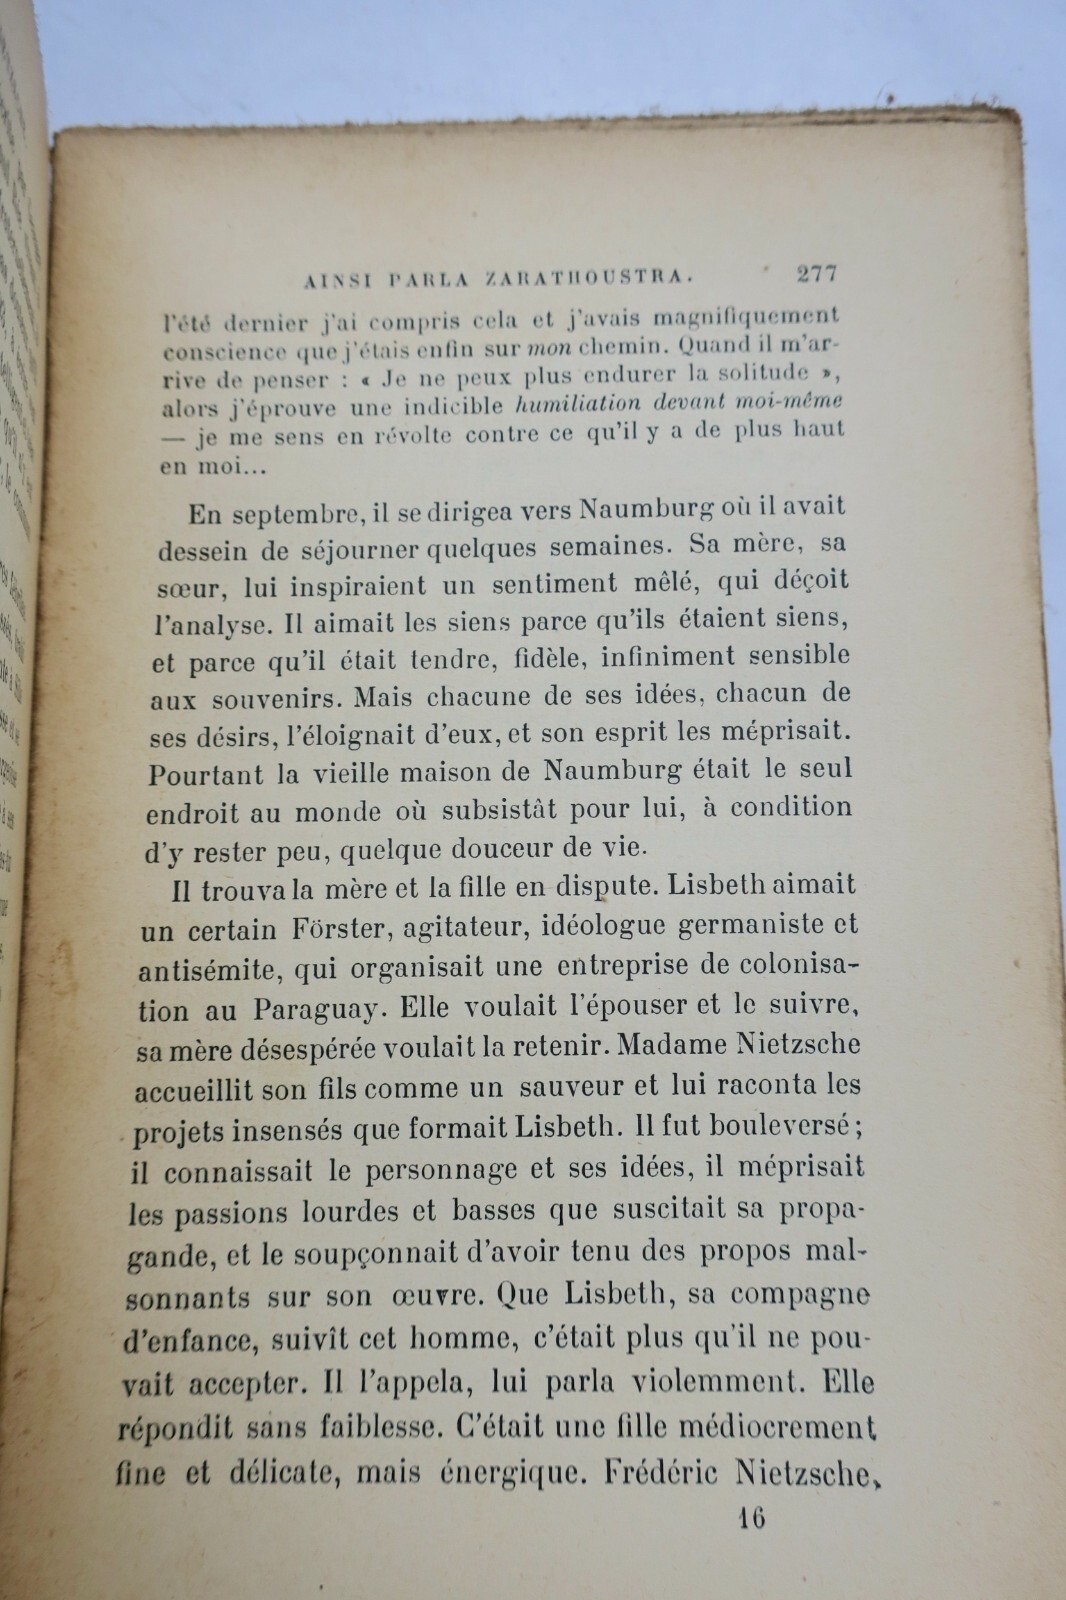 AINSI PARLA ZARATHOUSTRA. 277
l'été dernier j'ai compris cela et j'avais magnifiquement
conscience que j'étais enfin sur mon chemin. Quand il m'ar-
rive de penser : « Je ne peux plus endurer la solitude »,
alors j'éprouve une indicible humiliation devant moi-même
— je me sens en révolte contre ce qu'il y a de plus haut
en moi...
En septembre, il se dirigea vers Naumburg où il avait
dessein de séjourner quelques semaines. Sa mère, sa
sœur, lui inspiraient un sentiment mêlé, qui déçoit
l'analyse. Il aimait les siens parce qu'ils étaient siens,
et parce qu'il était tendre, fidèle, infiniment sensible
aux souvenirs. Mais chacune de ses idées, chacun de
ses désirs, l'éloignait d'eux, et son esprit les méprisait.
Pourtant la vieille maison de Naumburg était le seul
endroit au monde où subsistât pour lui, à condition
d'y rester peu, quelque douceur de vie.
Il trouva la mère et la fille en dispute. Lisbeth aimait
un certain Förster, agitateur, idéologue germaniste et
antisémite, qui organisait une entreprise de colonisa-
tion au Paraguay. Elle voulait l'épouser et le suivre,
sa mère désespérée voulait la retenir. Madame Nietzsche
accueillit son fils comme un sauveur et lui raconta les
projets insensés que formait Lisbeth. Il fut bouleversé ;
il connaissait le personnage et ses idées, il méprisait
les passions lourdes et basses que suscitait sa propa-
gande, et le soupçonnait d'avoir tenu des propos mal-
sonnants sur son œuvre. Que Lisbeth, sa compagne
d'enfance, suivît cet homme, c'était plus qu'il ne pou-
vait accepter. Il l'appela, lui parla violemment. Elle
répondit sans faiblesse. C'était une fille médiocrement
fine et délicate, mais énergique. Frédéric Nietzsche,
16